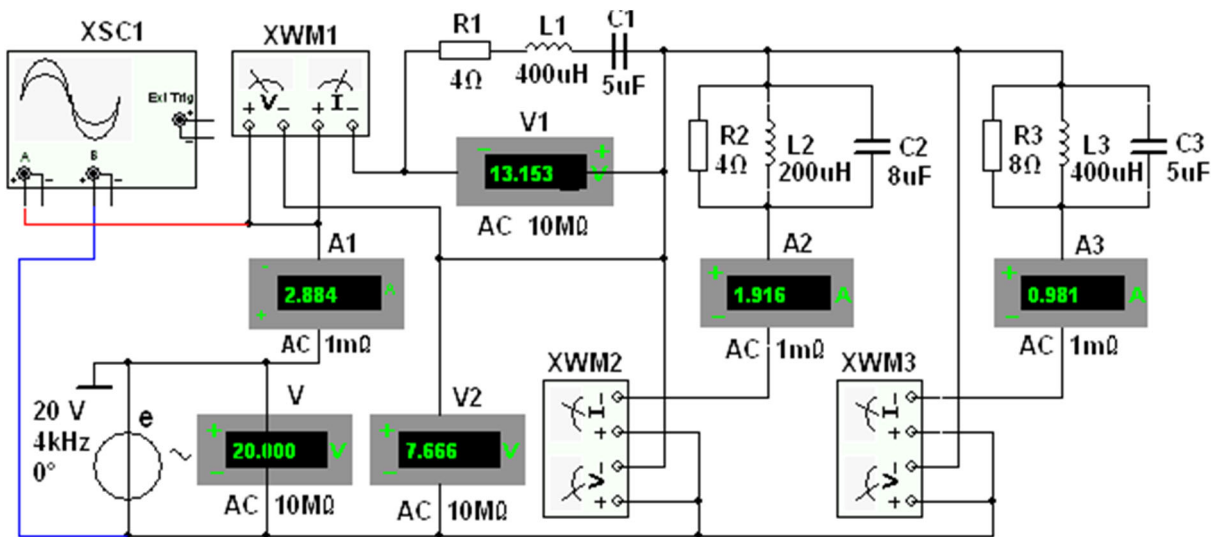 XSC1
Ext Trig
+
-
A
B
+ - + -
XWM1
V I
+ - + -
R1
4Ω
L1
400uH
C1
5uF
V1
- +
13.153 V
AC 10MΩ
R2
4Ω
L2
200uH
C2
8uF
R3
8Ω
L3
400uH
C3
5uF
A1
-
2.884 A
+
AC 1mΩ
A2
+
1.916 A
-
AC 1mΩ
A3
+
0.981 A
-
AC 1mΩ
20 V
4kHz
0°
e
V
+
20.000 V
-
AC 10MΩ
V2
+
7.666 V
-
AC 10MΩ
XWM2
I -
+
V -
+
XWM3
I -
+
V -
+